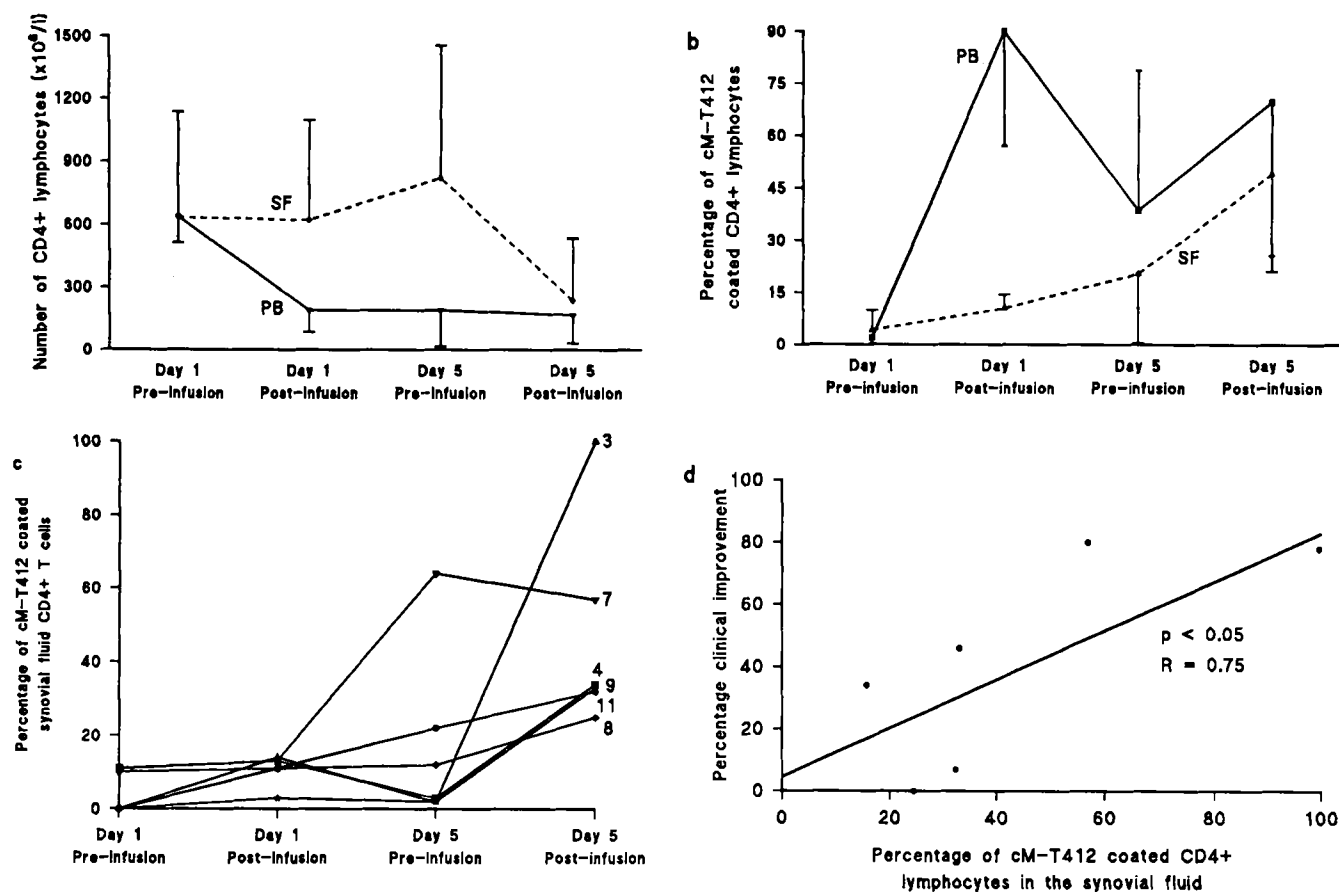 Number of CD4+ lymphocytes (x10⁶/l)
1500
1200
900
600
300
0
SF
PB
Day 1
Pre-infusion
Day 1
Post-infusion
Day 5
Pre-infusion
Day 5
Post-infusion
b
Percentage of cM-T412
coated CD4+ lymphocytes
90
75
60
45
30
15
0
PB
SF
Day 1
Pre-infusion
Day 1
Post-infusion
Day 5
Pre-infusion
Day 5
Post-infusion
c
Percentage of cM-T412 coated
synovial fluid CD4+ T cells
100
80
60
40
20
0
3
7
4
9
11
8
Day 1
Pre-infusion
Day 1
Post-infusion
Day 5
Pre-infusion
Day 5
Post-infusion
d
Percentage clinical improvement
100
80
60
40
20
0
p < 0.05
R = 0.75
0
20
40
60
80
100
Percentage of cM-T412 coated CD4+
lymphocytes in the synovial fluid